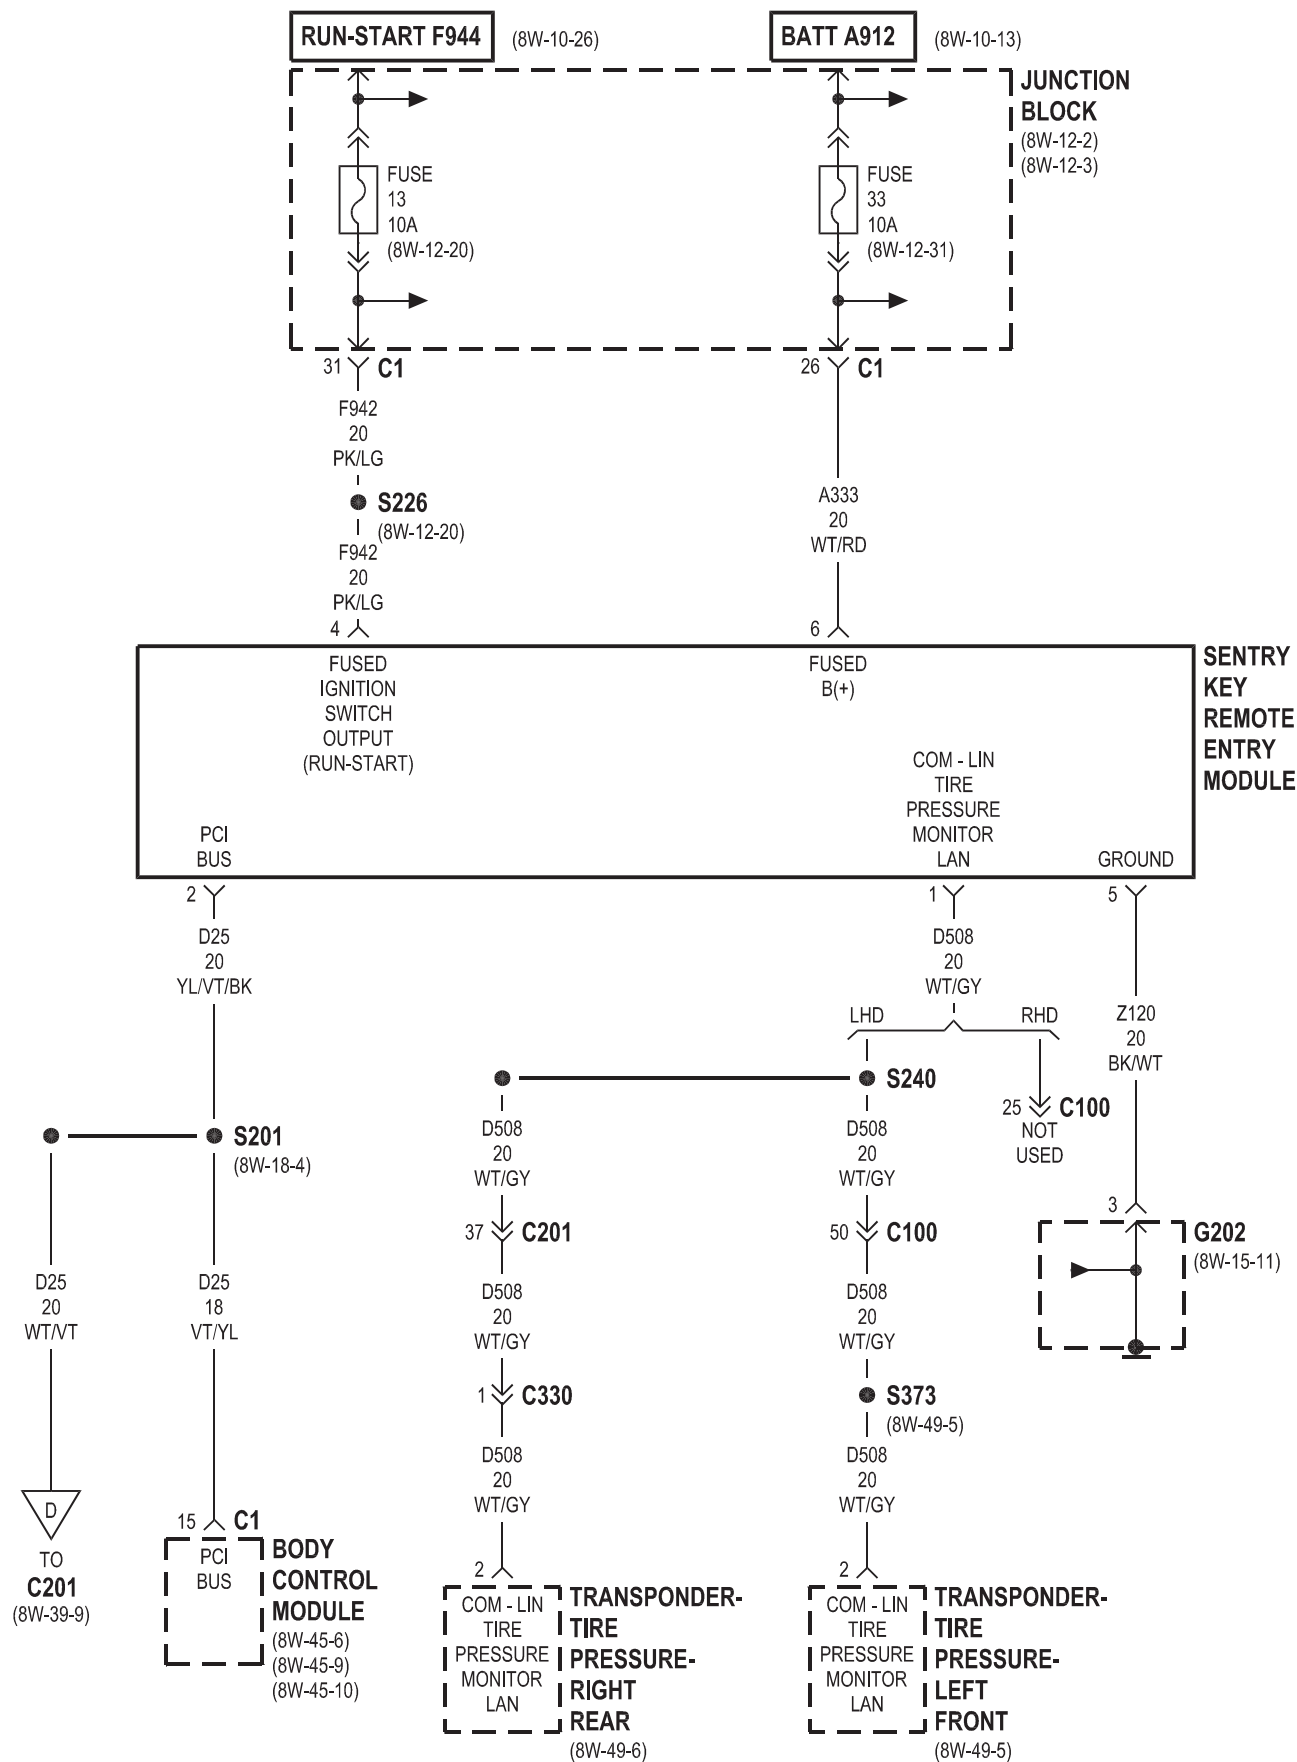 RUN-START F944
(8W-10-26)
BATT A912
(8W-10-13)
JUNCTION
BLOCK
(8W-12-2)
(8W-12-3)
FUSE
13
10A
(8W-12-20)
FUSE
33
10A
(8W-12-31)
31
C1
26
C1
F942
20
PK/LG
S226
(8W-12-20)
F942
20
PK/LG
4
A333
20
WT/RD
6
SENTRY
KEY
REMOTE
ENTRY
MODULE
FUSED
IGNITION
SWITCH
OUTPUT
(RUN-START)
FUSED
B(+)
COM - LIN
TIRE
PRESSURE
MONITOR
LAN
PCI
BUS
GROUND
2
1
5
D25
20
YL/VT/BK
D508
20
WT/GY
LHD
RHD
Z120
20
BK/WT
S240
25
C100
NOT
USED
S201
(8W-18-4)
D508
20
WT/GY
D508
20
WT/GY
37
C201
50
C100
3
G202
(8W-15-11)
D25
20
WT/VT
D25
18
VT/YL
D508
20
WT/GY
D508
20
WT/GY
1
C330
S373
(8W-49-5)
D508
20
WT/GY
D508
20
WT/GY
D
TO
C201
(8W-39-9)
15
C1
PCI
BUS
BODY
CONTROL
MODULE
(8W-45-6)
(8W-45-9)
(8W-45-10)
2
COM - LIN
TIRE
PRESSURE
MONITOR
LAN
TRANSPONDER-
TIRE
PRESSURE-
RIGHT
REAR
(8W-49-6)
2
COM - LIN
TIRE
PRESSURE
MONITOR
LAN
TRANSPONDER-
TIRE
PRESSURE-
LEFT
FRONT
(8W-49-5)